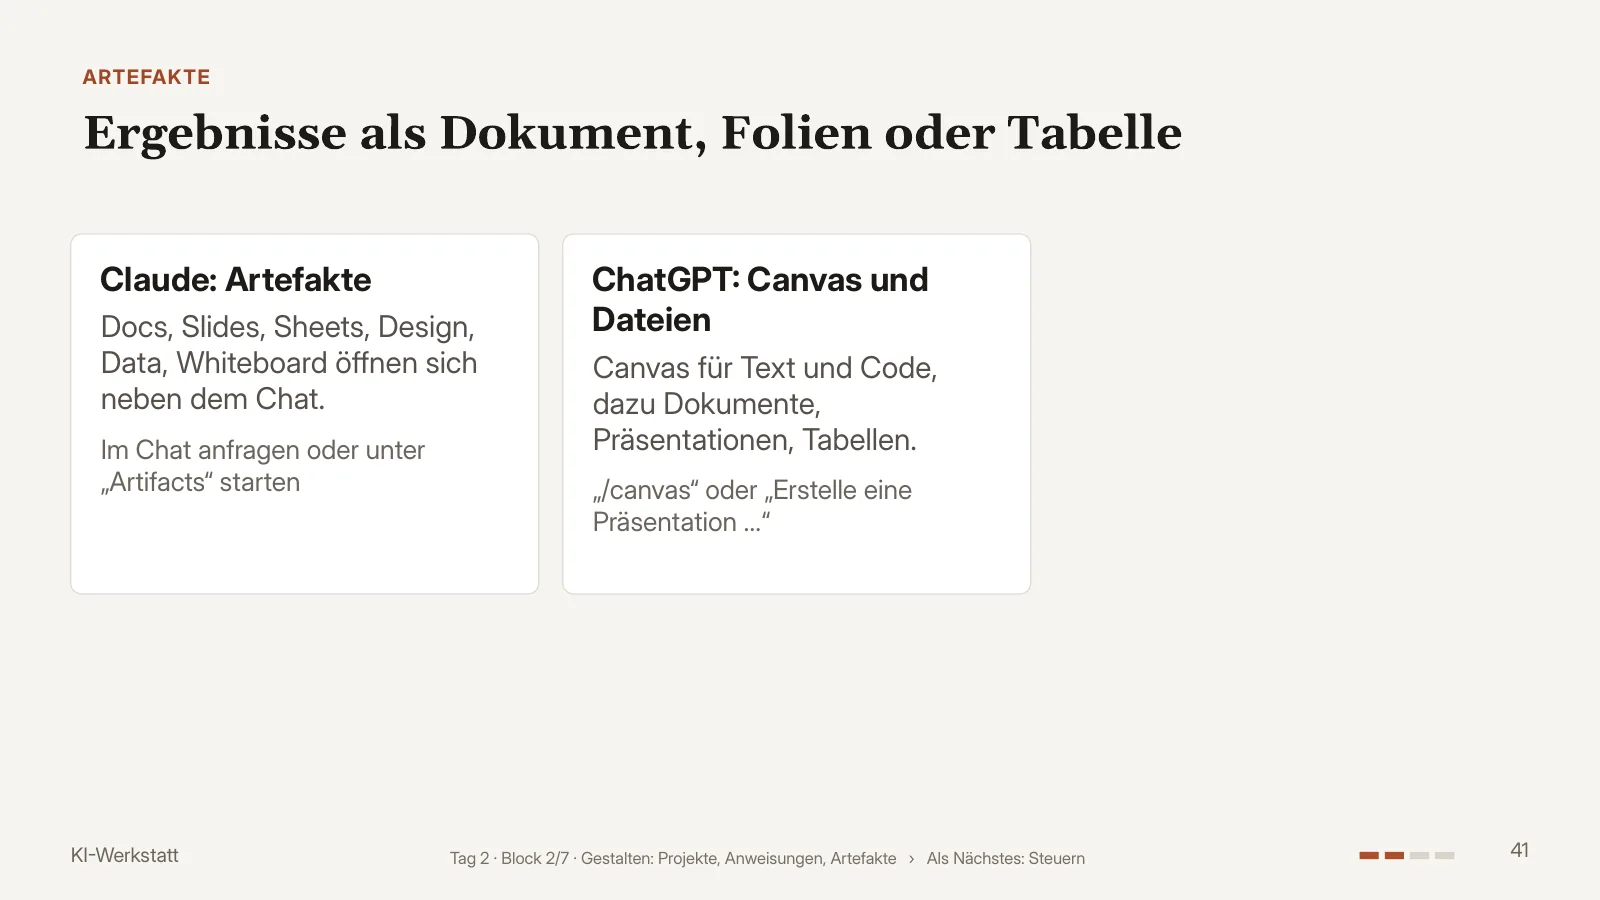 ARTEFAKTE
Ergebnisse als Dokument, Folien oder Tabelle
Claude: Artefakte
Docs, Slides, Sheets, Design,
Data, Whiteboard öffnen sich
neben dem Chat.
Im Chat anfragen oder unter
„Artifacts“ starten
ChatGPT: Canvas und
Dateien
Canvas für Text und Code,
dazu Dokumente,
Präsentationen, Tabellen.
„/canvas“ oder „Erstelle eine
Präsentation …“
KI-Werkstatt
Tag 2 · Block 2/7 · Gestalten: Projekte, Anweisungen, Artefakte › Als Nächstes: Steuern
41